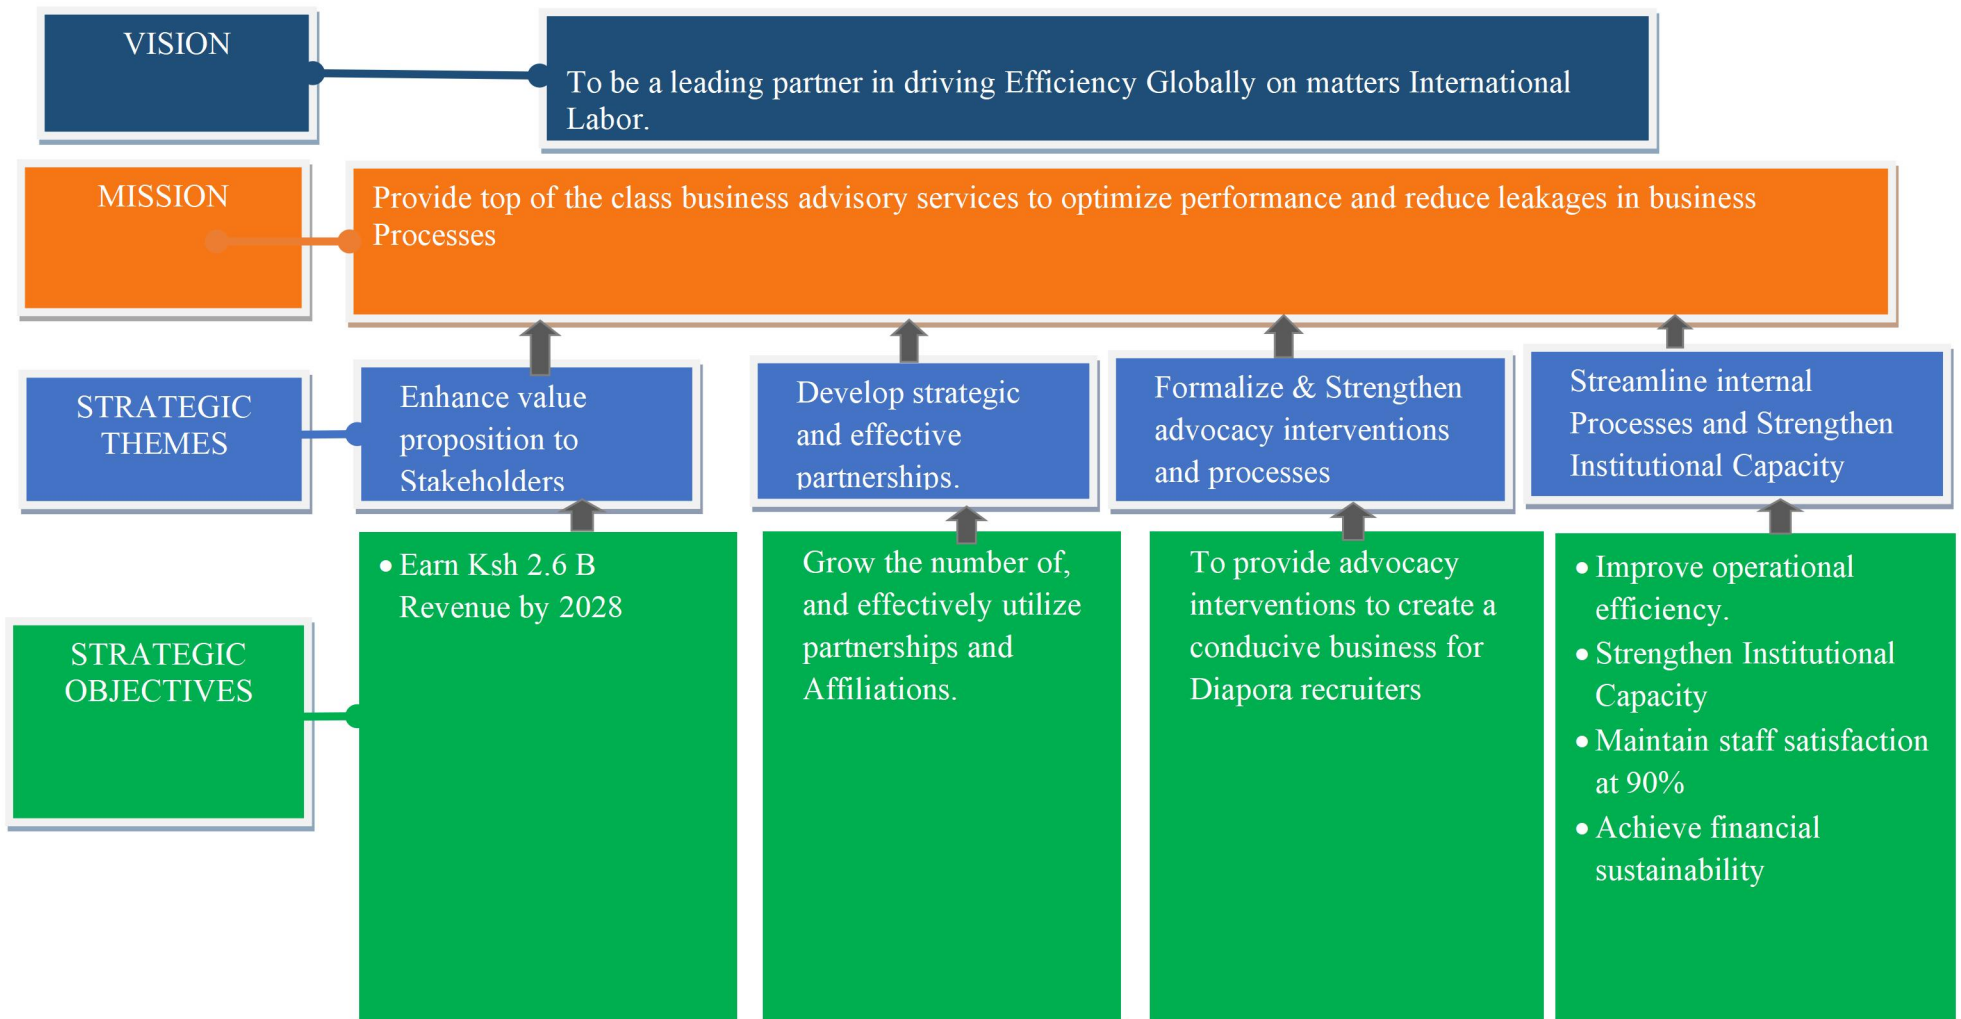 VISION
To be a leading partner in driving Efficiency Globally on matters International
Labor.
MISSION
Provide top of the class business advisory services to optimize performance and reduce leakages in business
Processes
STRATEGIC
THEMES
Enhance value
proposition to
Stakeholders
Develop strategic
and effective
partnerships.
Formalize & Strengthen
advocacy interventions
and processes
Streamline internal
Processes and Strengthen
Institutional Capacity
STRATEGIC
OBJECTIVES
• Earn Ksh 2.6 B
Revenue by 2028
Grow the number of,
and effectively utilize
partnerships and
Affiliations.
To provide advocacy
interventions to create a
conducive business for
Diapora recruiters
• Improve operational
efficiency.
• Strengthen Institutional
Capacity
• Maintain staff satisfaction
at 90%
• Achieve financial
sustainability